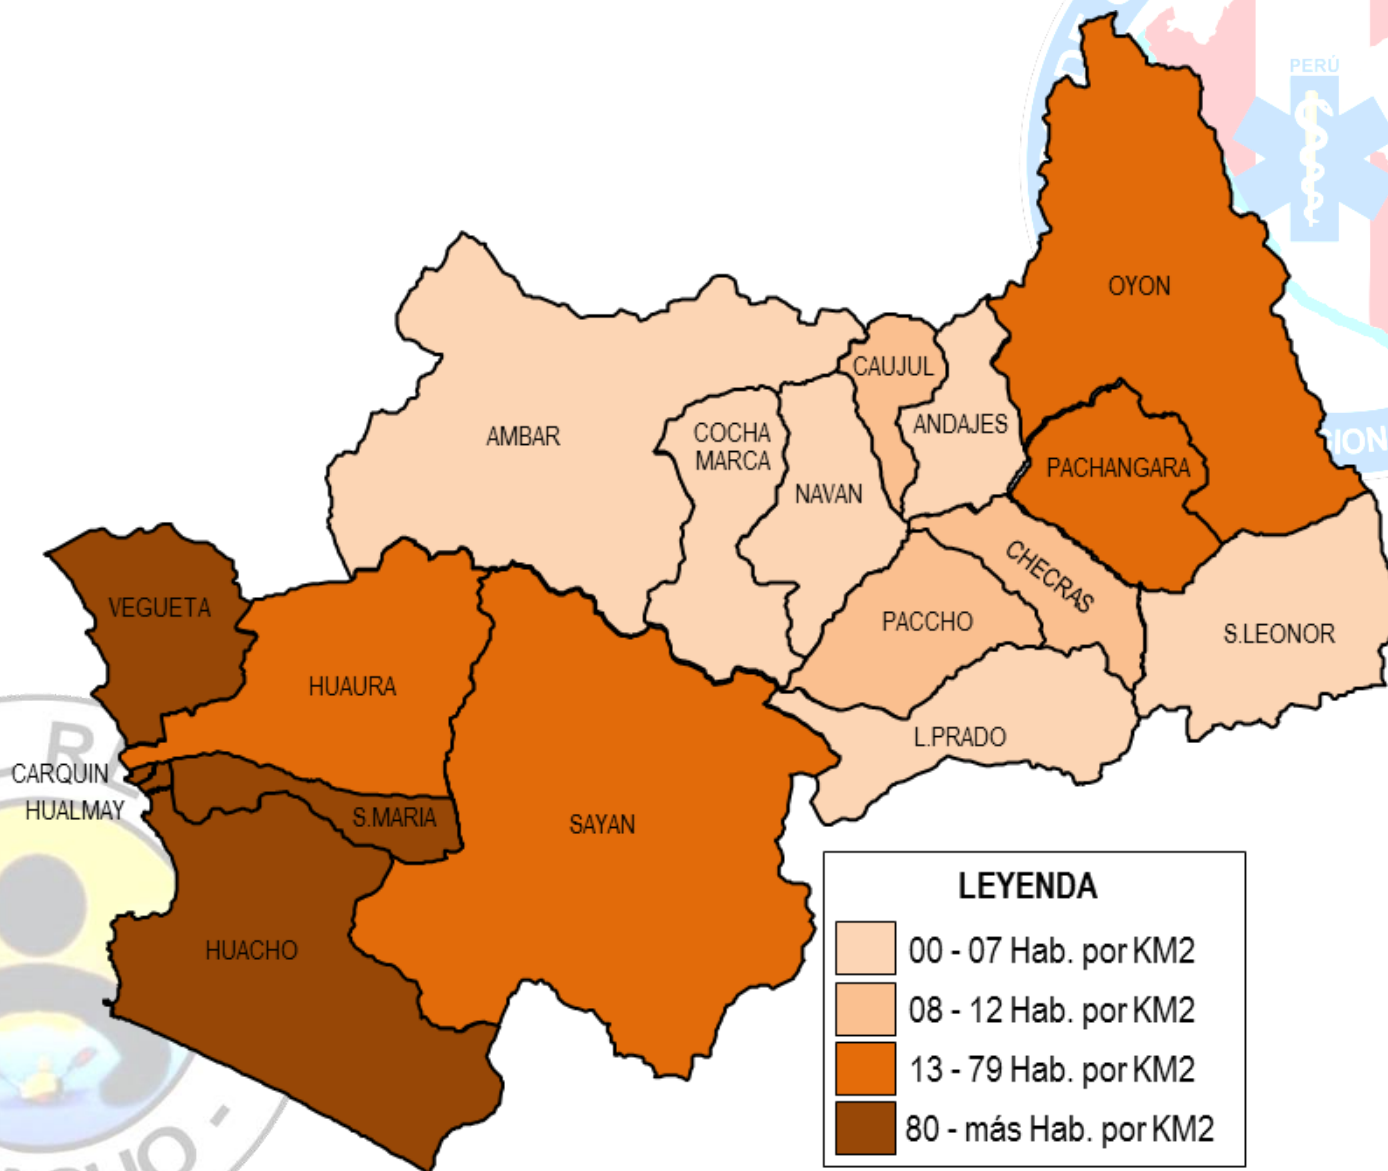 PERÚ
OYON
CAUJUL
ANDAJES
COCHA
MARCA
AMBAR
PACHANGARA
NAVAN
CHECRAS
VEGUETA
PACCHO
S.LEONOR
HUAURA
L.PRADO
CARQUIN
HUALMAY
S.MARIA
SAYAN
HUACHO
LEYENDA
00 - 07 Hab. por KM2
08 - 12 Hab. por KM2
13 - 79 Hab. por KM2
80 - más Hab. por KM2